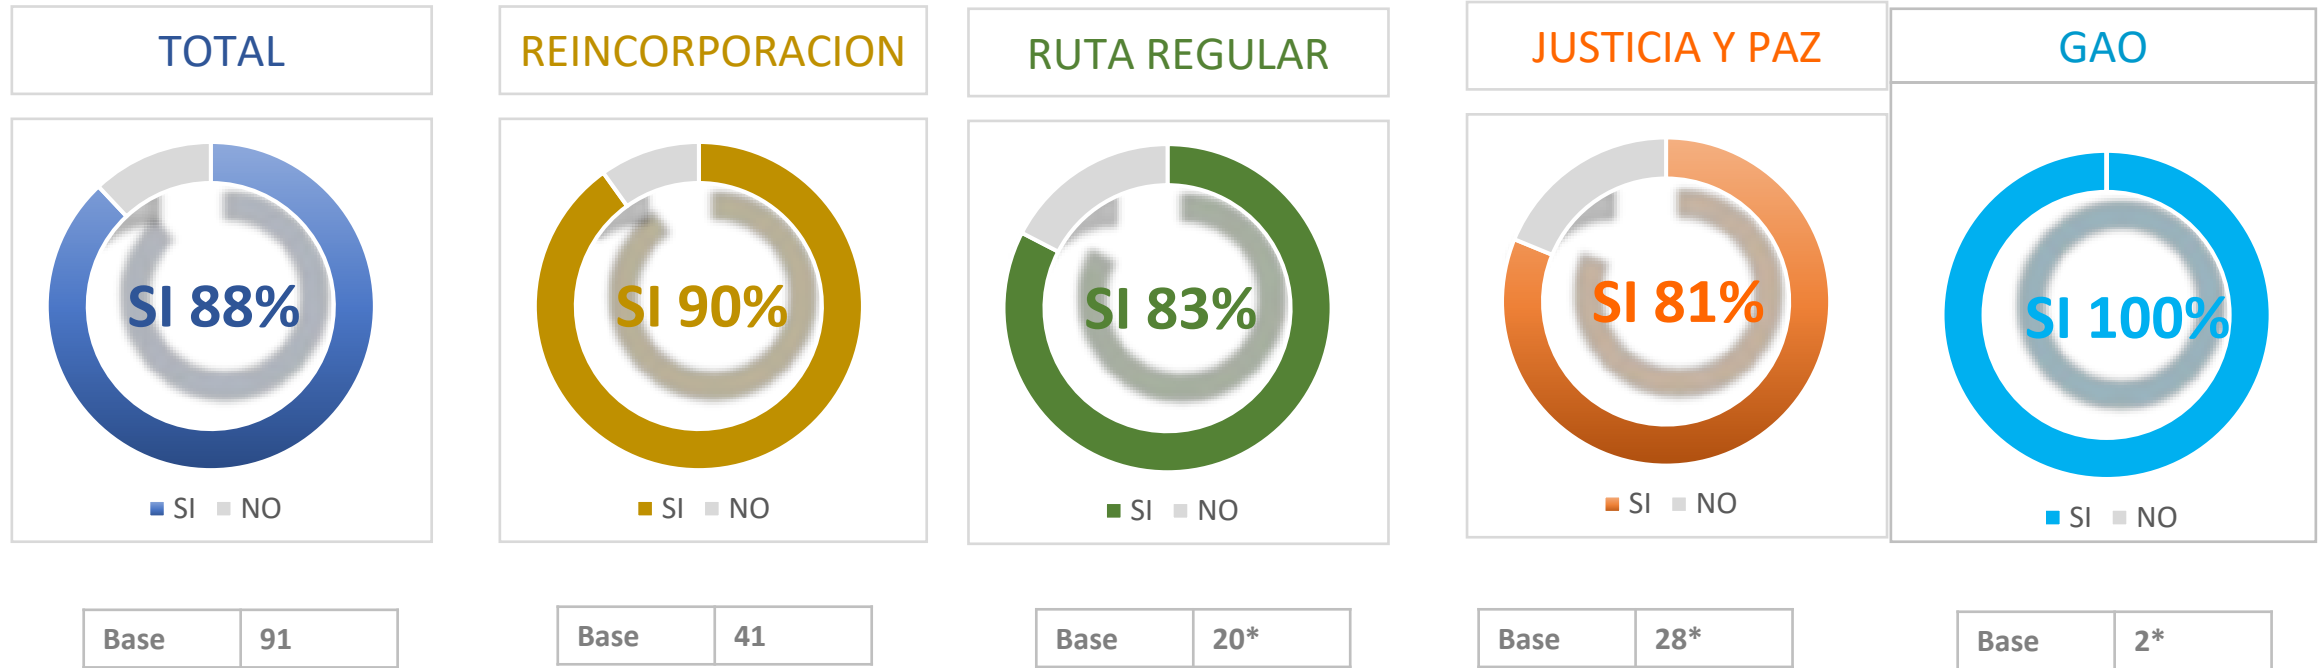 TOTAL
SI 88%
SI NO
Base 91
REINCORPORACION
SI 90%
SI NO
Base 41
RUTA REGULAR
SI 83%
SI NO
Base 20*
JUSTICIA Y PAZ
SI 81%
SI NO
Base 28*
GAO
SI 100%
SI NO
Base 2*